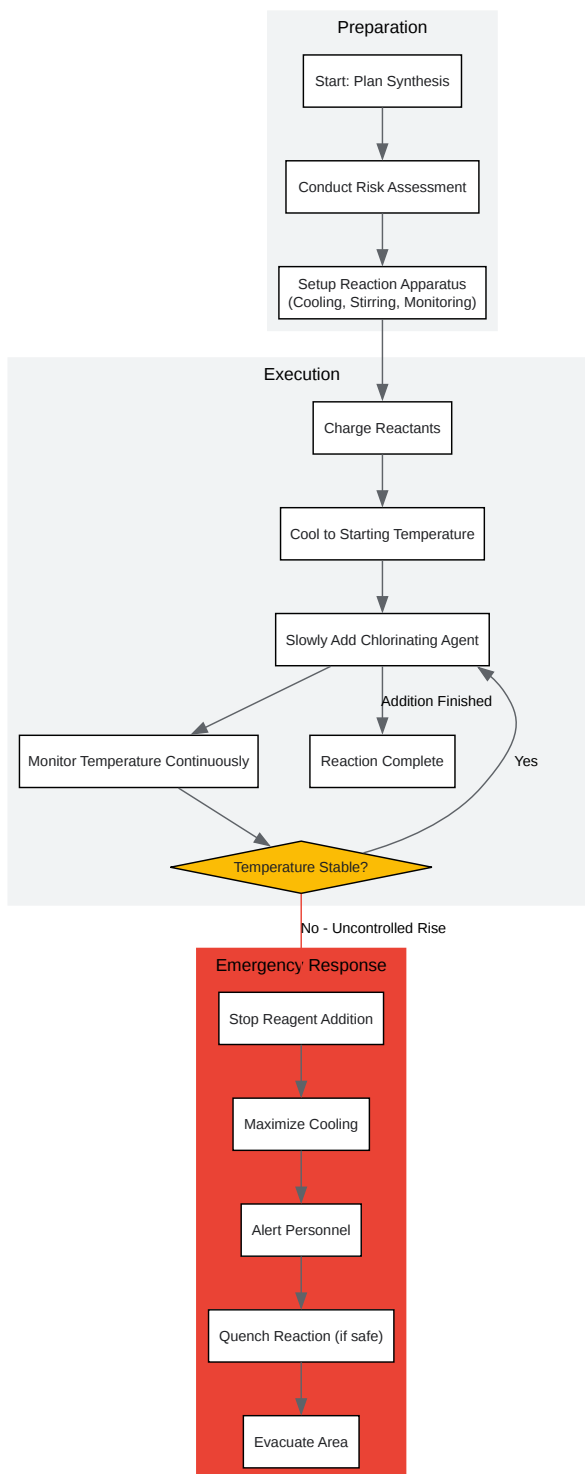 Preparation
Start: Plan Synthesis
Conduct Risk Assessment
Setup Reaction Apparatus
(Cooling, Stirring, Monitoring)
Execution
Charge Reactants
Cool to Starting Temperature
Slowly Add Chlorinating Agent
Addition Finished
Monitor Temperature Continuously
Reaction Complete
Yes
Temperature Stable?
No - Uncontrolled Rise
Emergency Response
Stop Reagent Addition
Maximize Cooling
Alert Personnel
Quench Reaction (if safe)
Evacuate Area